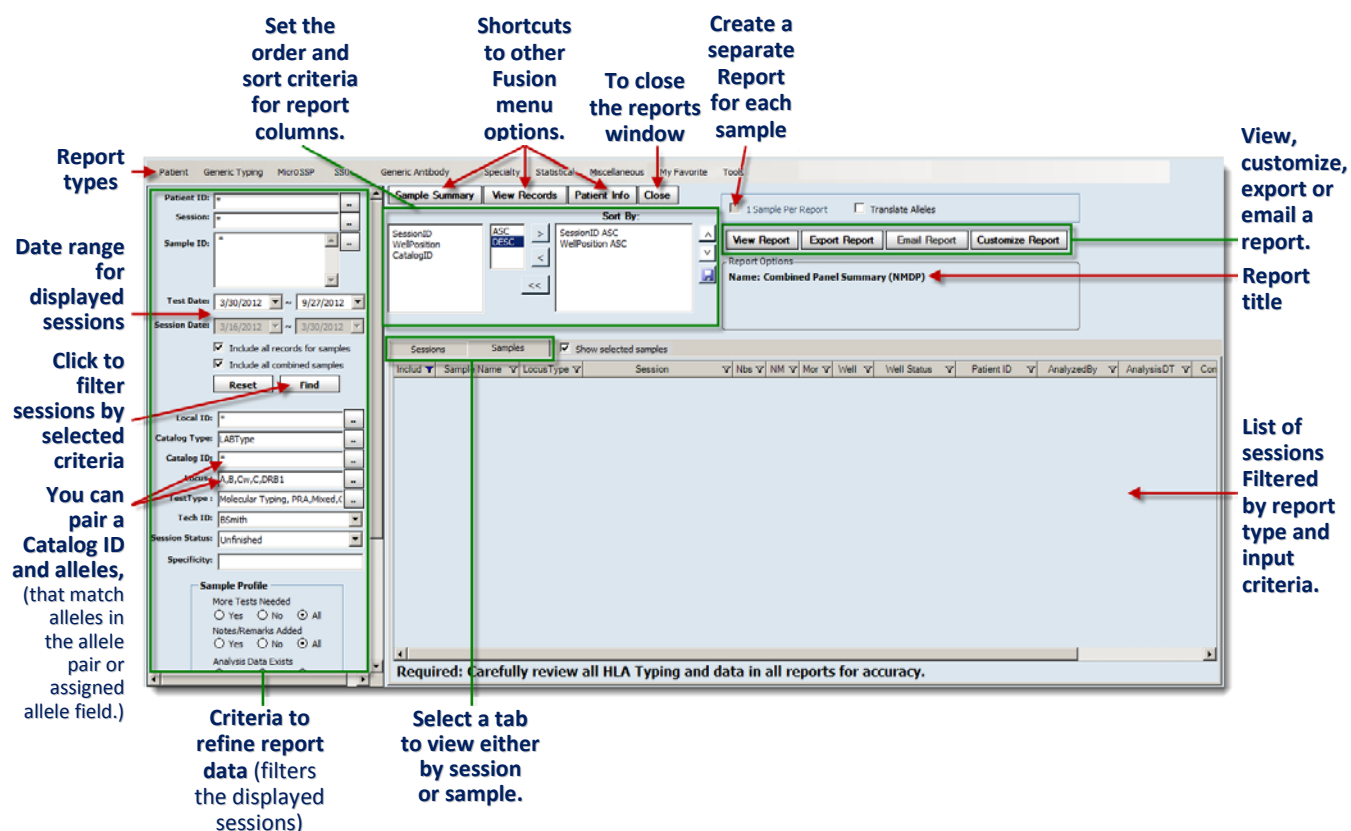 Set the
order and
sort criteria
for report
columns.
Shortcuts
to other
Fusion
menu
options.
To close
the reports
window
Create a
separate
Report
for each
sample
View,
customize,
export or
email a
report.
Report
types
Patient Generic Typing MicroSSP Generic Antibody Specialty Statistical Miscellaneous My Favorite Tools
Patient ID: * ..
Session: * ..
Sample ID: * ..
Sample Summary View Records Patient Info Close
Sort By:
SessionID
WellPosition
CatalogID
ASC
DESC
>
<
<<
SessionID ASC
WellPosition ASC
1 Sample Per Report Translate Alleles
View Report Export Report Email Report Customize Report
Report Options
Name: Combined Panel Summary (NMDP)
Report
title
Date range
for
displayed
sessions
Test Date: 3/30/2012 ~ 9/27/2012
Session Date: 3/16/2012 ~ 3/30/2012
Include all records for samples
Include all combined samples
Reset Find
Click to
filter
sessions by
selected
criteria
Sessions Samples Show selected samples
Includ Sample Name LocusType Session Nbs NM Mor Well Well Status Patient ID AnalyzedBy AnalysisDT Con
Local ID: * ..
Catalog Type: LABType ..
Catalog ID: * ..
Locus: A,B,Cw,C,DRB1 ..
TestType : Molecular Typing, PRA,Mixed,C ..
Tech ID: BSmith
Session Status: Unfinished
Specificity:
Sample Profile
More Tests Needed
Yes No All
Notes/Remarks Added
Yes No All
Analysis Data Exists
You can
pair a
Catalog ID
and alleles,
(that match
alleles in
the allele
pair or
assigned
allele field.)
List of
sessions
Filtered
by report
type and
input
criteria.
Required: Carefully review all HLA Typing and data in all reports for accuracy.
Criteria to
refine report
data (filters
the displayed
sessions)
Select a tab
to view either
by session
or sample.